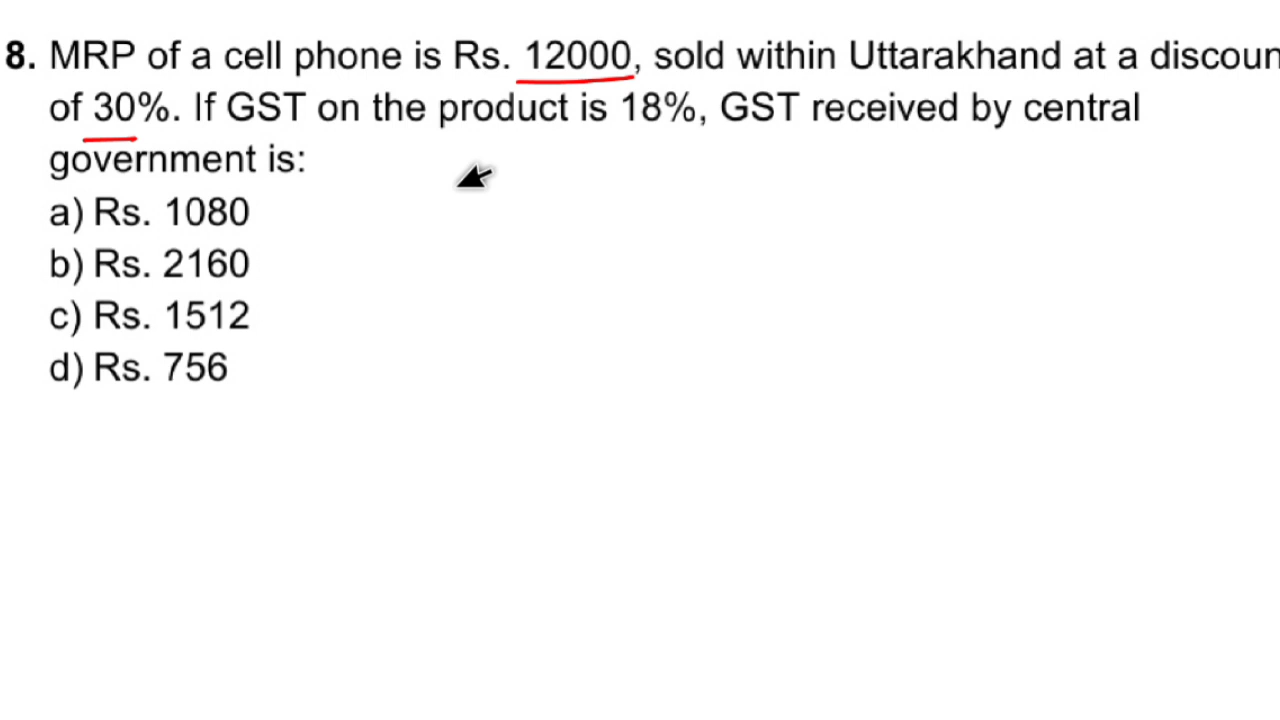 8. MRP of a cell phone is Rs. 12000, sold within Uttarakhand at a discoun
of 30%. If GST on the product is 18%, GST received by central
government is:
a) Rs. 1080
b) Rs. 2160
c) Rs. 1512
d) Rs. 756